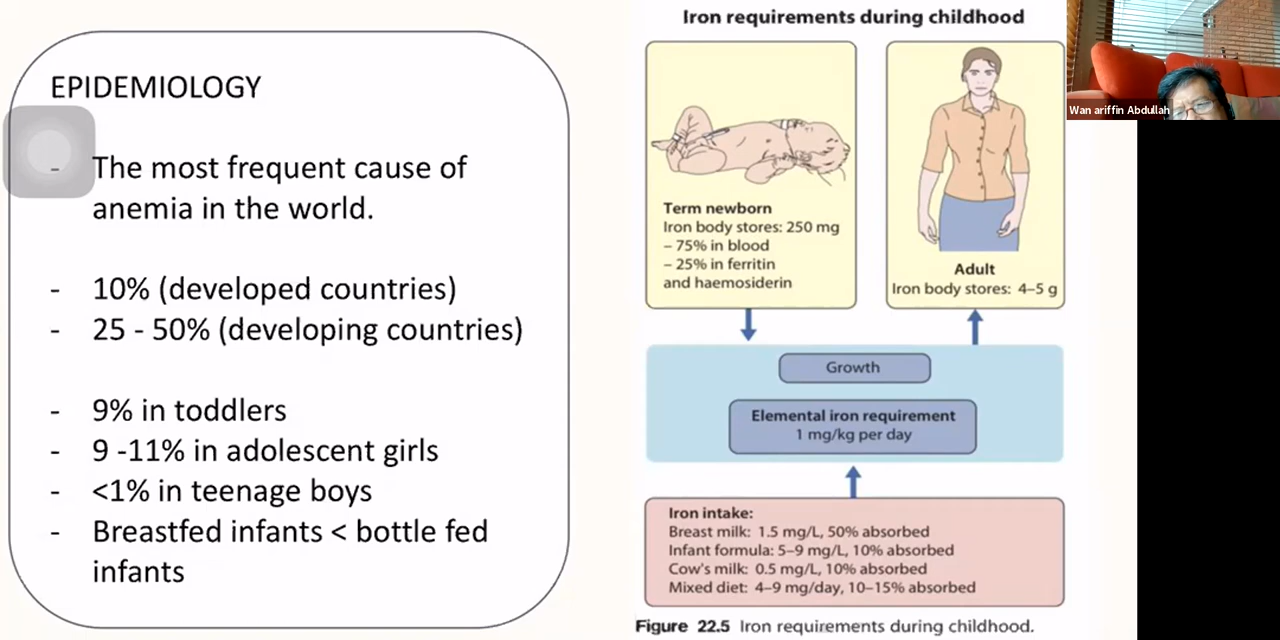 EPIDEMIOLOGY
- The most frequent cause of
anemia in the world.
- 10% (developed countries)
- 25 - 50% (developing countries)
- 9% in toddlers
- 9 -11% in adolescent girls
- <1% in teenage boys
- Breastfed infants < bottle fed
infants
Iron requirements during childhood
Term newborn
Iron body stores: 250 mg
– 75% in blood
– 25% in ferritin
and haemosiderin
Adult
Iron body stores: 4–5 g
Growth
Elemental iron requirement
1 mg/kg per day
Iron intake:
Breast milk: 1.5 mg/L, 50% absorbed
Infant formula: 5–9 mg/L, 10% absorbed
Cow's milk: 0.5 mg/L, 10% absorbed
Mixed diet: 4–9 mg/day, 10–15% absorbed
Figure 22.5 Iron requirements during childhood.
Wan ariffin Abdullah